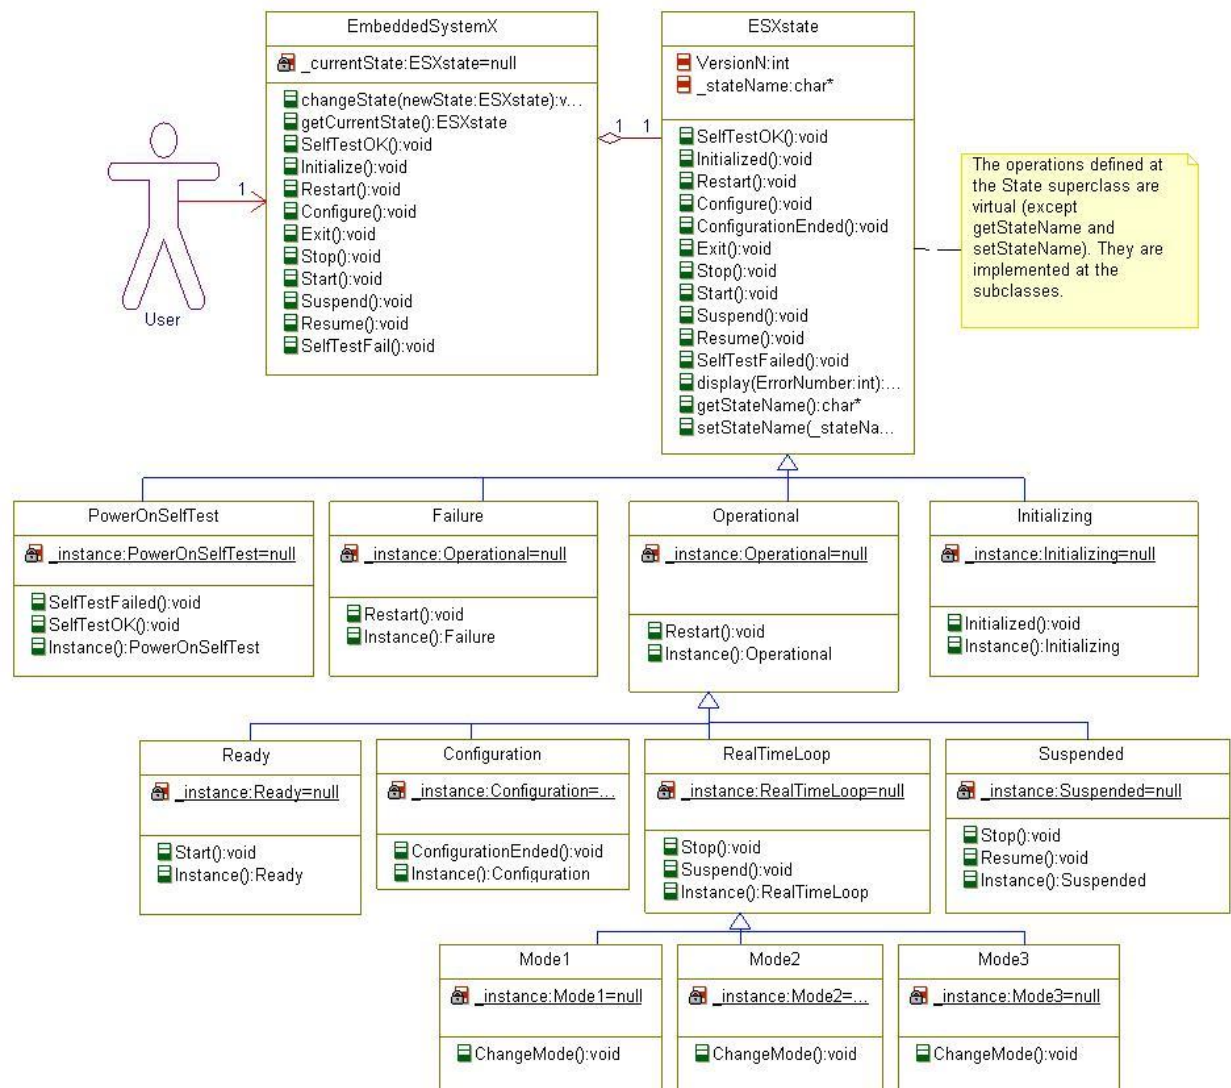 EmbeddedSystemX
_currentState:ESXstate=null
changeState(newState:ESXstate):v...
getCurrentState():ESXstate
SelfTestOK():void
Initialize():void
Restart():void
Configure():void
Exit():void
Stop():void
Start():void
Suspend():void
Resume():void
SelfTestFail():void
1
User
1
1
ESXstate
VersionN:int
_stateName:char*
SelfTestOK():void
Initialized():void
Restart():void
Configure():void
ConfigurationEnded():void
Exit():void
Stop():void
Start():void
Suspend():void
Resume():void
SelfTestFailed():void
display(ErrorNumber:int):...
getStateName():char*
setStateName(_stateNa...
The operations defined at
the State superclass are
virtual (except
getStateName and
setStateName). They are
implemented at the
subclasses.
PowerOnSelfTest
_instance:PowerOnSelfTest=null
SelfTestFailed():void
SelfTestOK():void
Instance():PowerOnSelfTest
Failure
_instance:Operational=null
Restart():void
Instance():Failure
Operational
_instance:Operational=null
Restart():void
Instance():Operational
Initializing
_instance:Initializing=null
Initialized():void
Instance():Initializing
Ready
_instance:Ready=null
Start():void
Instance():Ready
Configuration
_instance:Configuration=...
ConfigurationEnded():void
Instance():Configuration
RealTimeLoop
_instance:RealTimeLoop=null
Stop():void
Suspend():void
Instance():RealTimeLoop
Suspended
_instance:Suspended=null
Stop():void
Resume():void
Instance():Suspended
Mode1
_instance:Mode1=null
ChangeMode():void
Mode2
_instance:Mode2=...
ChangeMode():void
Mode3
_instance:Mode3=null
ChangeMode():void